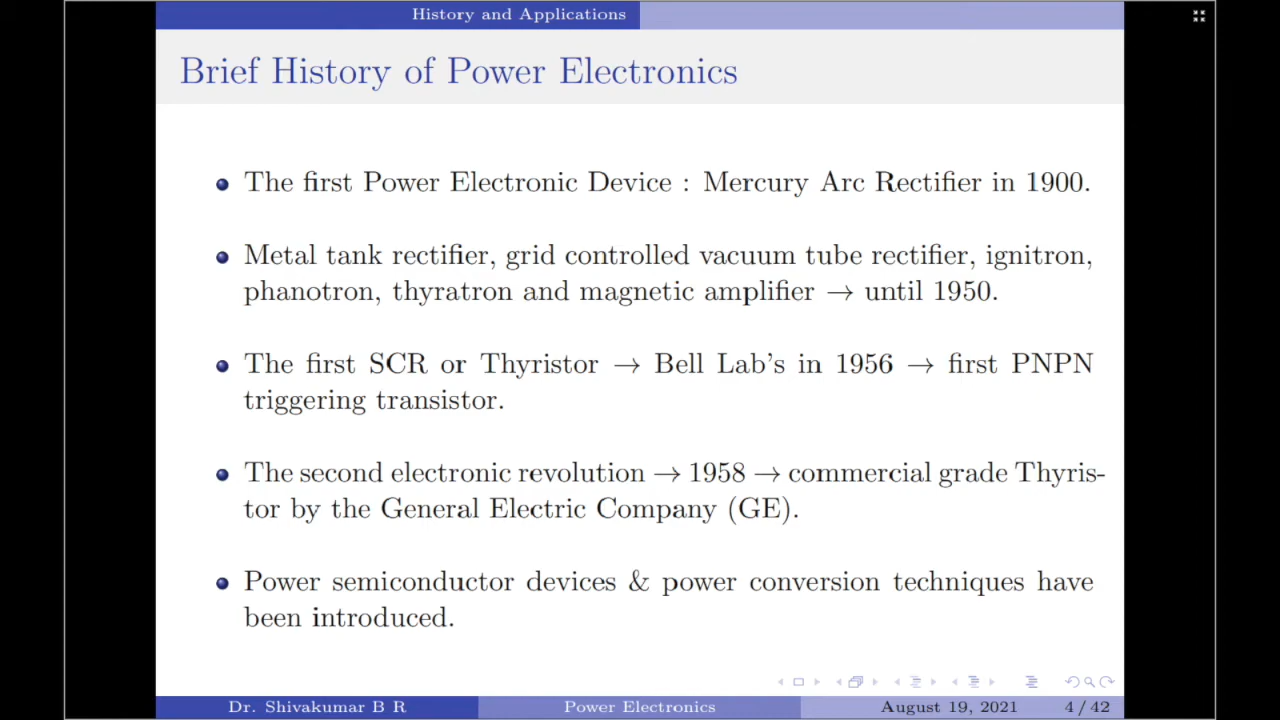 History and Applications
Brief History of Power Electronics
The first Power Electronic Device : Mercury Arc Rectifier in 1900.
Metal tank rectifier, grid controlled vacuum tube rectifier, ignitron,
phanotron, thyratron and magnetic amplifier → until 1950.
The first SCR or Thyristor → Bell Lab's in 1956 → first PNPN
triggering transistor.
The second electronic revolution → 1958 → commercial grade Thyris-
tor by the General Electric Company (GE).
Power semiconductor devices & power conversion techniques have
been introduced.
Dr. Shivakumar B R Power Electronics August 19, 2021 4 / 42